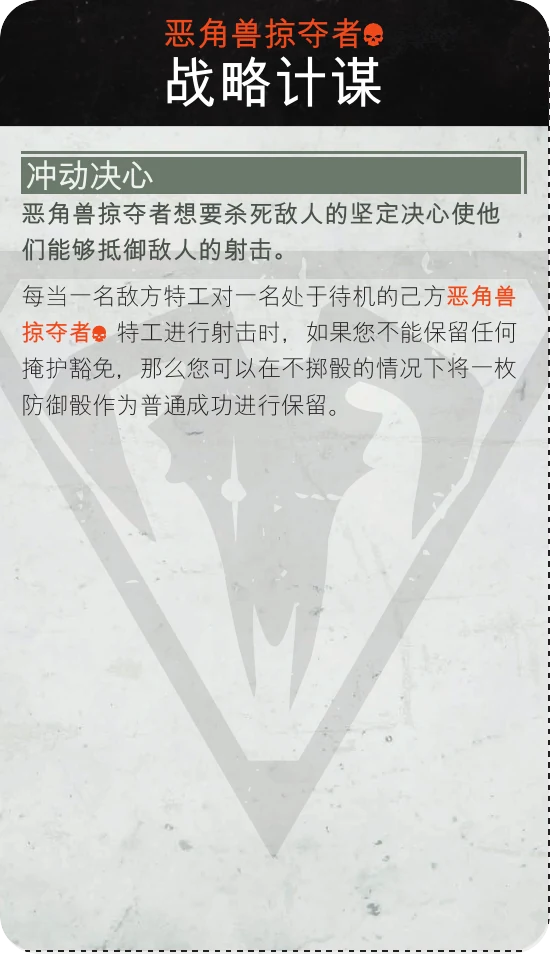 恶角兽掠夺者
战略计谋
冲动决心
恶角兽掠夺者想要杀死敌人的坚定决心使他
们能够抵御敌人的射击。
每当一名敌方特工对一名处于待机的己方恶角兽
掠夺者 特工进行射击时，如果您不能保留任何
掩护豁免，那么您可以在不掷骰的情况下将一枚
防御骰作为普通成功进行保留。